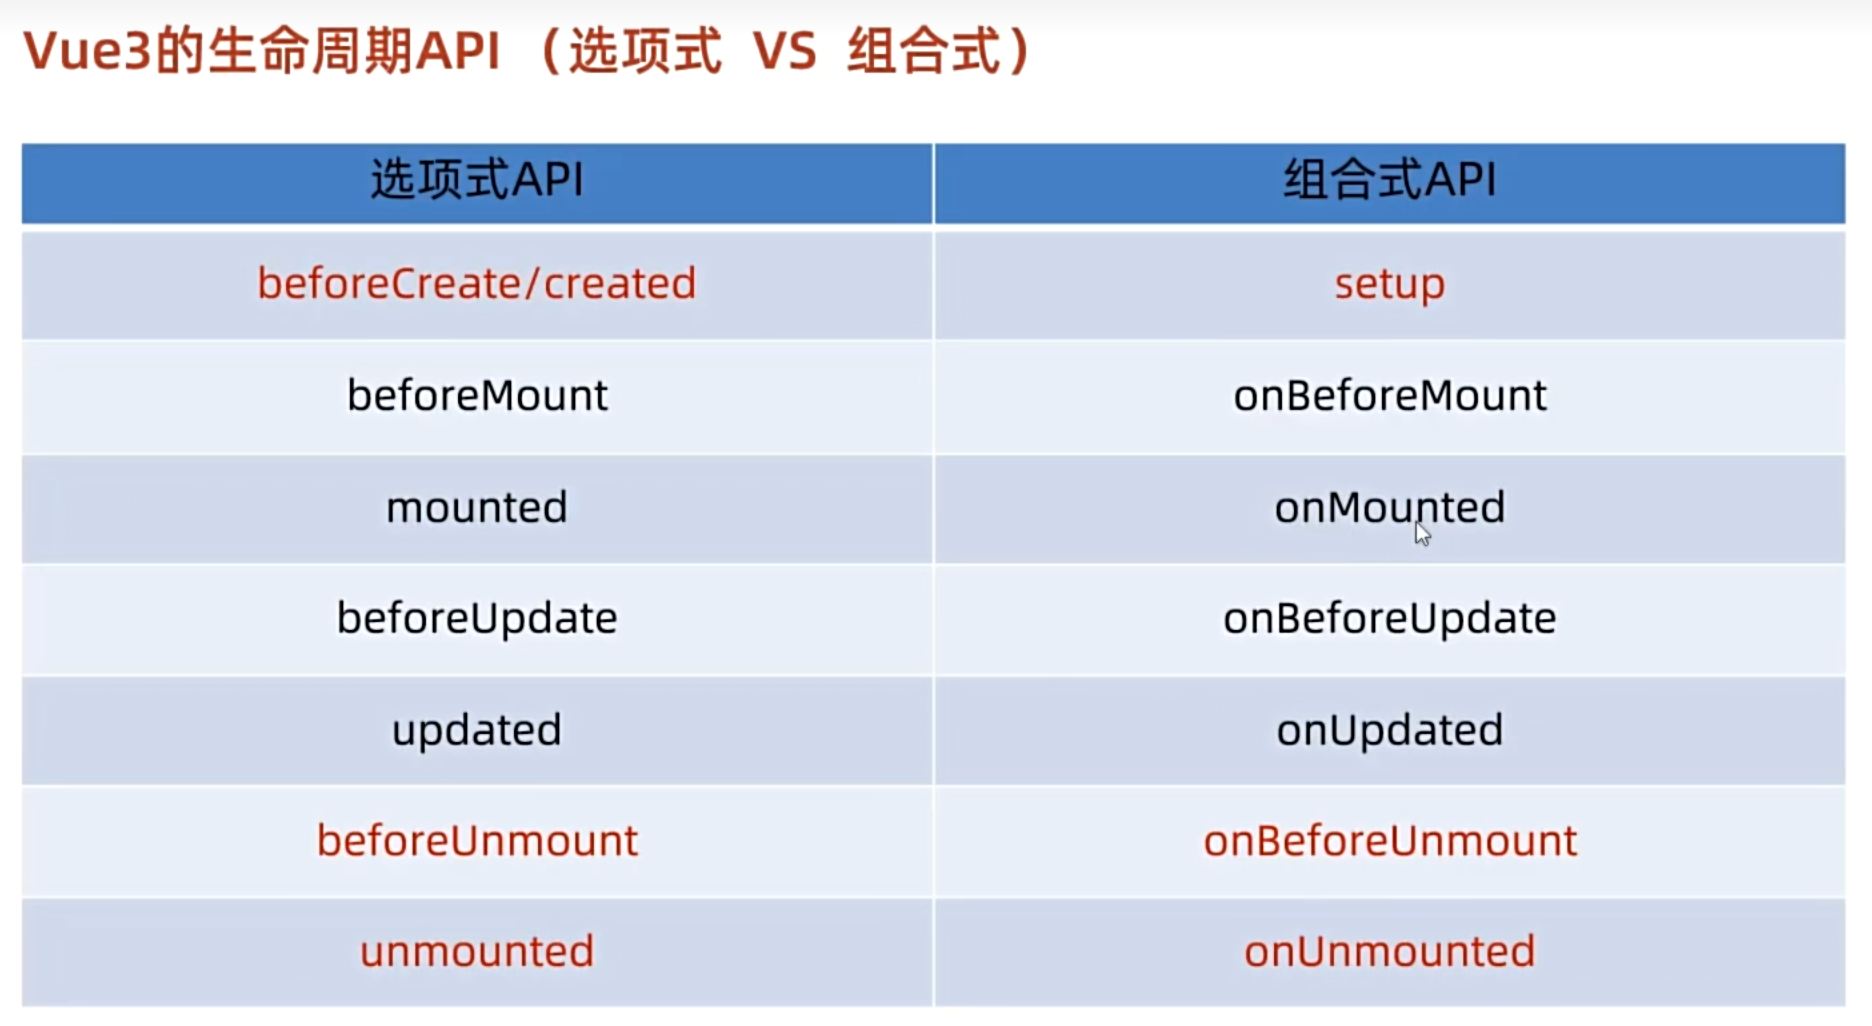 Vue3的生命周期API （选项式 VS 组合式）
选项式API 组合式API
beforeCreate/created setup
beforeMount onBeforeMount
mounted onMounted
beforeUpdate onBeforeUpdate
updated onUpdated
beforeUnmount onBeforeUnmount
unmounted onUnmounted